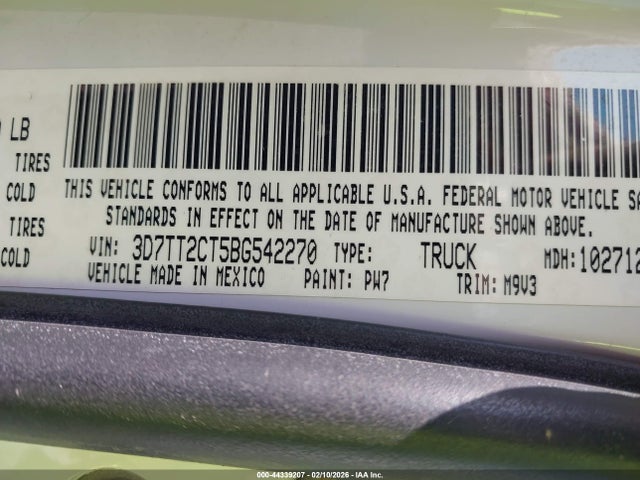 LB
TIRES
COLD
TIRES
COLD
THIS VEHICLE CONFORMS TO ALL APPLICABLE U.S.A. FEDERAL MOTOR VEHICLE SA
STANDARDS IN EFFECT ON THE DATE OF MANUFACTURE SHOWN ABOVE.
VIN: 3D7TT2CT5BG542270 TYPE: TRUCK MDH:102712
VEHICLE MADE IN MEXICO PAINT: PW7 TRIM: M9V3
000-44339207 - 02/10/2026 - IAA Inc.